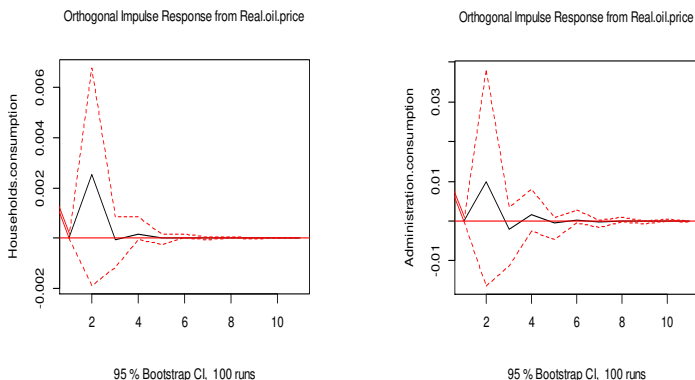 Orthogonal Impulse Response from Real.oil.price
Households.consumption
0.006
0.004
0.002
-0.002
2
4
6
8
10
95 % Bootstrap CI, 100 runs
Orthogonal Impulse Response from Real.oil.price
Administration.consumption
0.03
0.01
-0.01
2
4
6
8
10
95 % Bootstrap CI, 100 runs